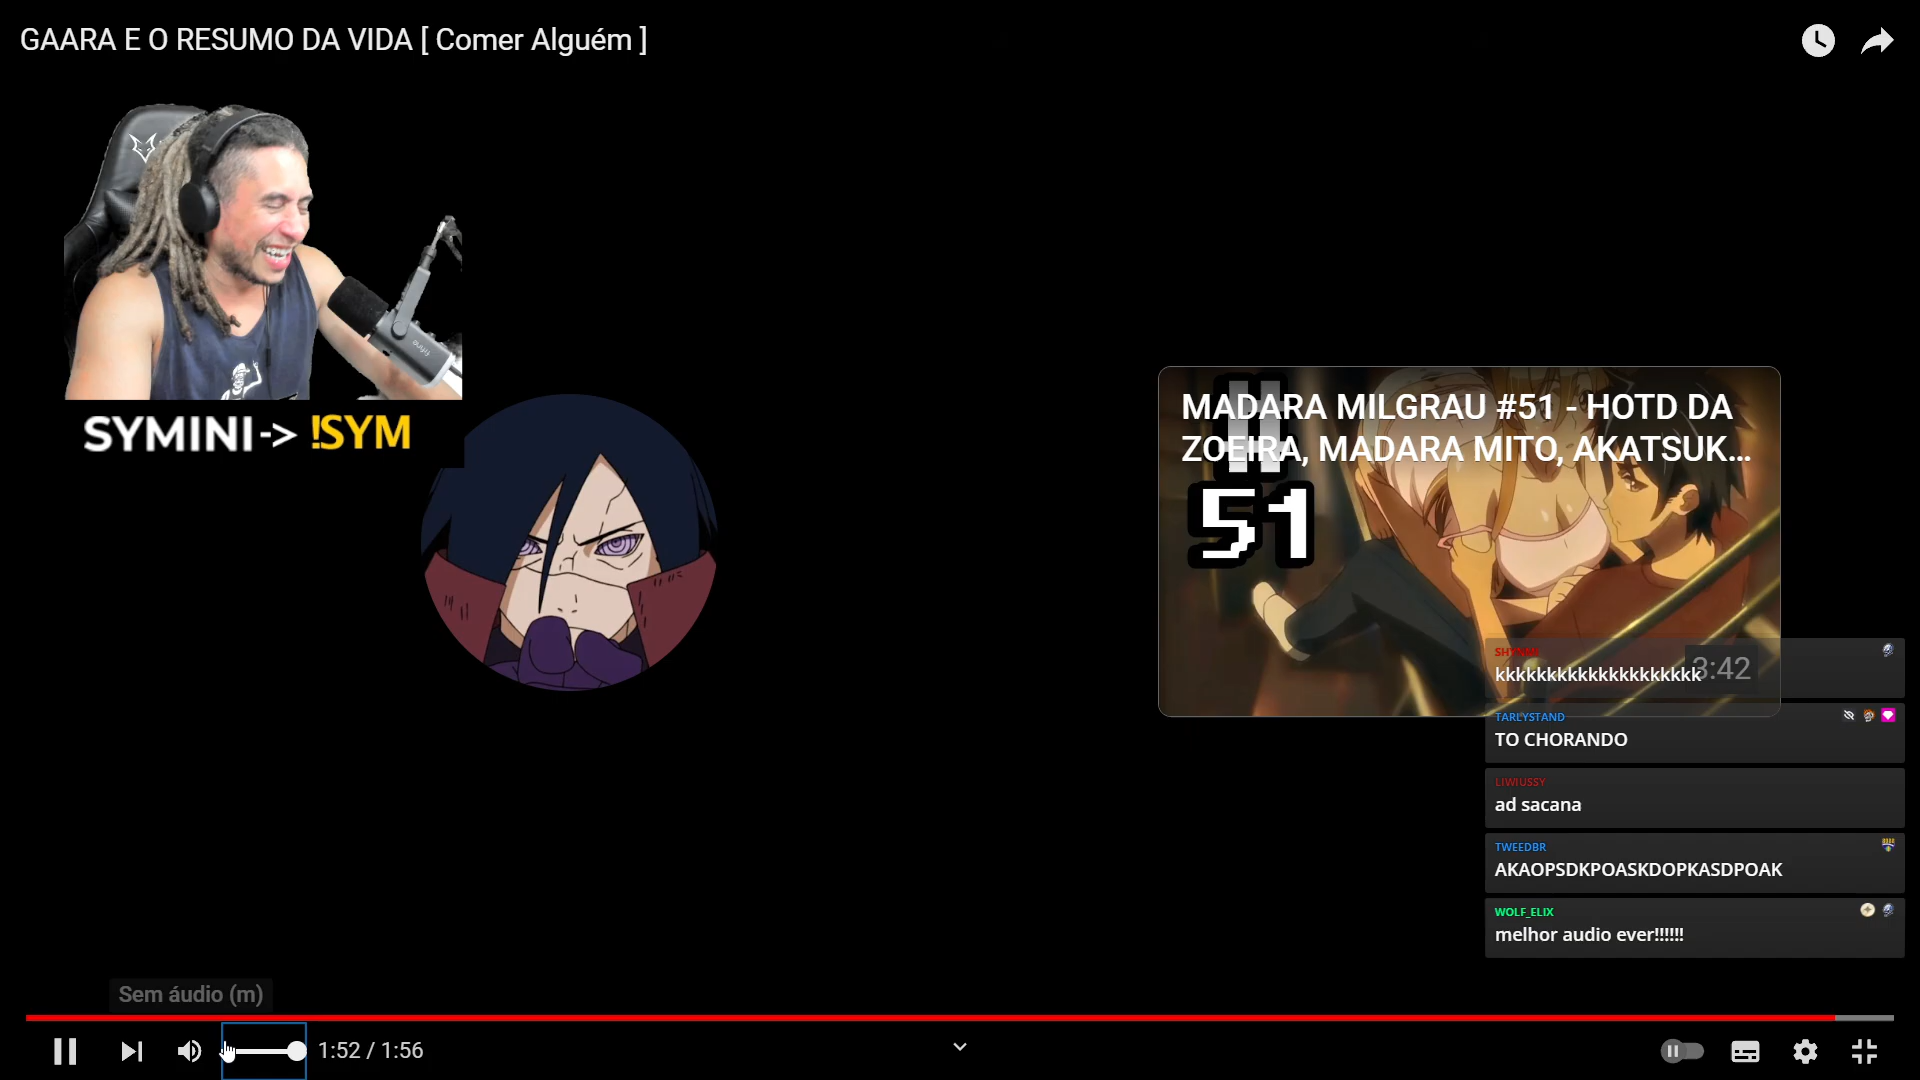 GAARA E O RESUMO DA VIDA [ Comer Alguém ]
SYMINI-> !SYM
MADARA MILGRAU #51 - HOTD DA
ZOEIRA, MADARA MITO, AKATSUK...
#
51
3:42
kkkkkkkkkkkkkkkkkkkk
TARLYSTAND
TO CHORANDO
LIWIUSSY
ad sacana
TWEEDBR
AKAOPSDKPOASKDOPKASDPOAK
WOLF_ELIX
melhor audio ever!!!!!!
Sem áudio (m)
1:52 / 1:56